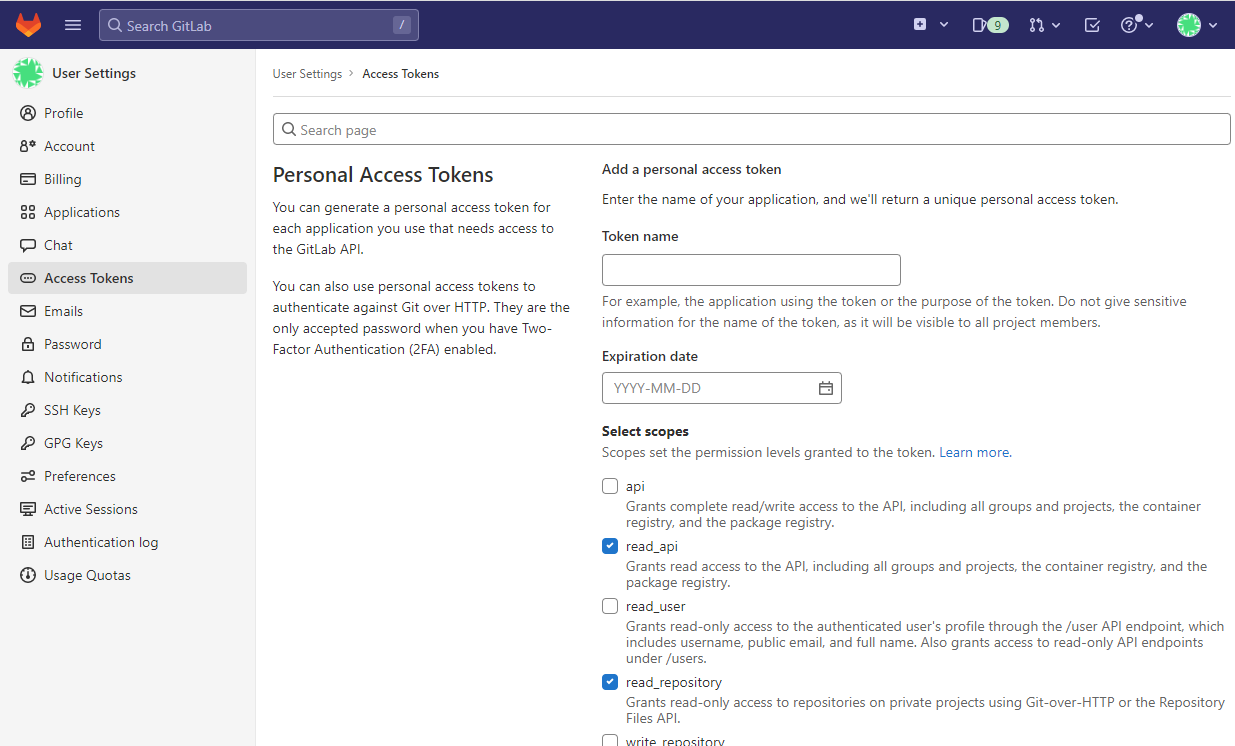 Search GitLab
/
9
User Settings
Profile
Account
Billing
Applications
Chat
Access Tokens
Emails
Password
Notifications
SSH Keys
GPG Keys
Preferences
Active Sessions
Authentication log
Usage Quotas
User Settings › Access Tokens
Search page
Personal Access Tokens
You can generate a personal access token for
each application you use that needs access to
the GitLab API.
You can also use personal access tokens to
authenticate against Git over HTTP. They are the
only accepted password when you have Two-
Factor Authentication (2FA) enabled.
Add a personal access token
Enter the name of your application, and we'll return a unique personal access token.
Token name
For example, the application using the token or the purpose of the token. Do not give sensitive
information for the name of the token, as it will be visible to all project members.
Expiration date
YYYY-MM-DD
Select scopes
Scopes set the permission levels granted to the token. Learn more.
api
Grants complete read/write access to the API, including all groups and projects, the container
registry, and the package registry.
read_api
Grants read access to the API, including all groups and projects, the container registry, and the
package registry.
read_user
Grants read-only access to the authenticated user's profile through the /user API endpoint, which
includes username, public email, and full name. Also grants access to read-only API endpoints
under /users.
read_repository
Grants read-only access to repositories on private projects using Git-over-HTTP or the Repository
Files API.
write_repository